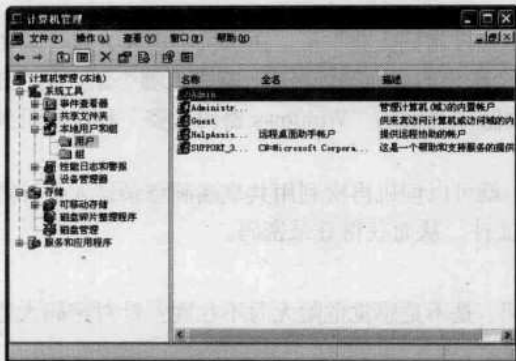 计算机管理
文件(F) 操作(A) 查看(V) 窗口(W) 帮助(H)
计算机管理(本地)
系统工具
事件查看器
共享文件夹
本地用户和组
用户
组
性能日志和警报
设备管理器
存储
可移动存储
磁盘碎片整理程序
磁盘管理
服务和应用程序
名称 全名 描述
Admin
Administr... 管理计算机(域)的内置帐户
Guest 供来宾访问计算机或访问域的内
HelpAssis... 远程桌面助手帐户 提供远程协助的帐户
SUPPORT_3... CN=Microsoft Corpora... 这是一个帮助和支持服务的提供